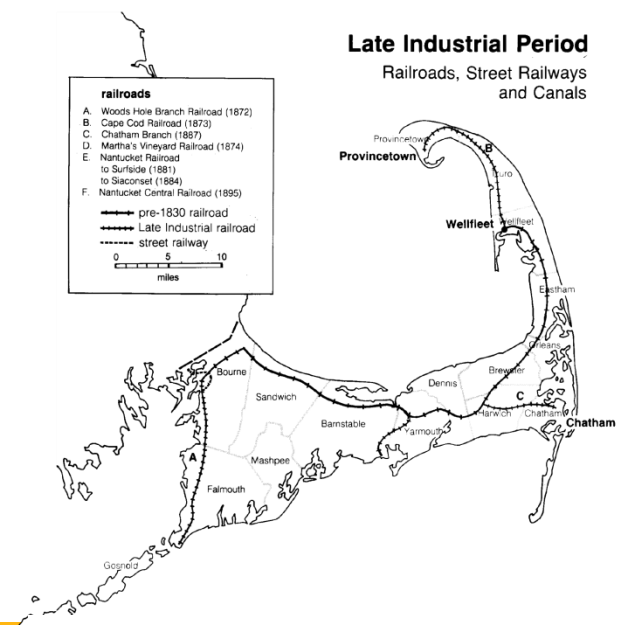 Late Industrial Period
Railroads, Street Railways
and Canals
railroads
A. Woods Hole Branch Railroad (1872)
B. Cape Cod Railroad (1873)
C. Chatham Branch (1887)
D. Martha's Vineyard Railroad (1874)
E. Nantucket Railroad
to Surfside (1881)
to Siaconset (1884)
F. Nantucket Central Railroad (1895)
pre-1830 railroad
Late Industrial railroad
street railway
0 5 10
miles
Provincetown
Provincetown
B
Truro
Wellfleet
Wellfleet
Eastham
Orleans
Brewster
Dennis
C
Harwich
Chatham
Chatham
Bourne
Sandwich
Barnstable
Yarmouth
Mashpee
A
Falmouth
Gosnold